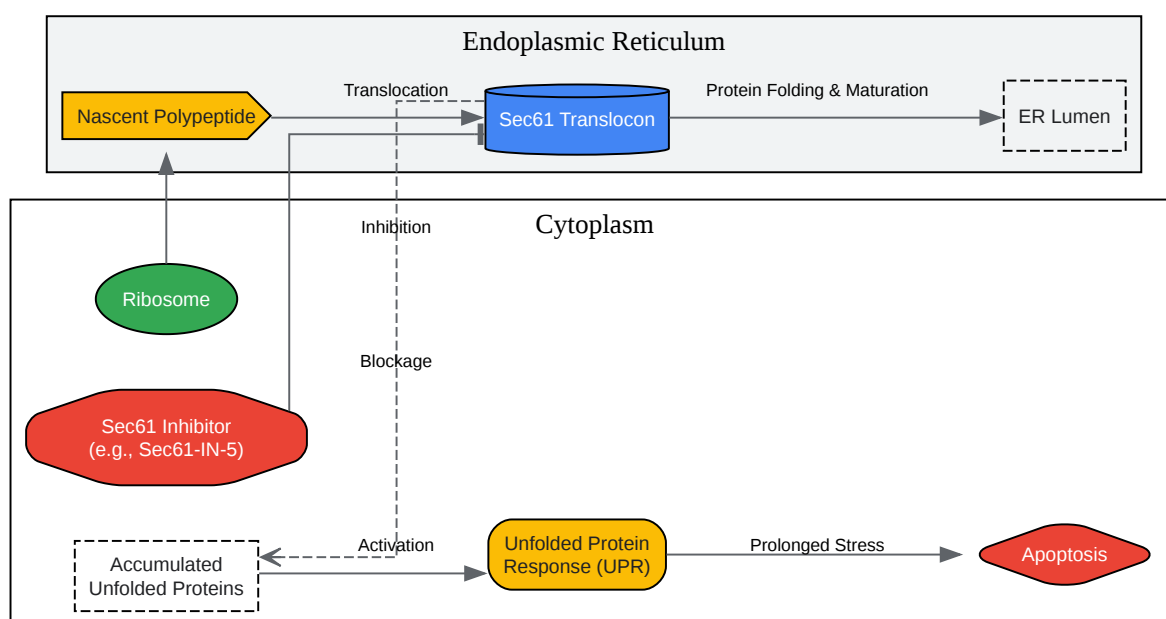 Endoplasmic Reticulum
Translocation
Protein Folding & Maturation
Nascent Polypeptide
Sec61 Translocon
ER Lumen
Cytoplasm
Inhibition
Ribosome
Blockage
Sec61 Inhibitor
(e.g., Sec61-IN-5)
Accumulated
Unfolded Proteins
Activation
Unfolded Protein
Response (UPR)
Prolonged Stress
Apoptosis